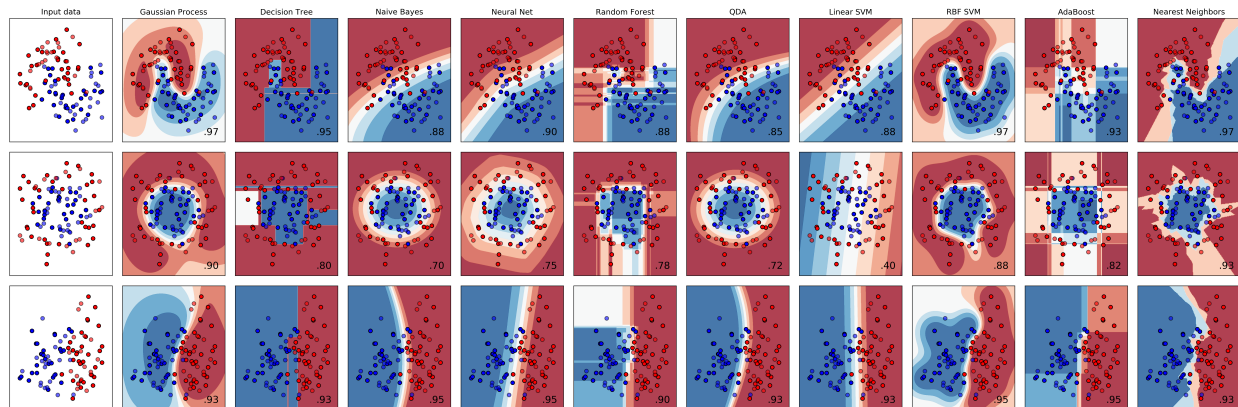 Input data
Gaussian Process
Decision Tree
Naive Bayes
Neural Net
Random Forest
QDA
Linear SVM
RBF SVM
AdaBoost
Nearest Neighbors
.97
.95
.88
.90
.88
.85
.88
.97
.93
.97
.90
.80
.70
.75
.78
.72
.40
.88
.82
.93
.93
.93
.95
.95
.90
.93
.93
.95
.95
.93